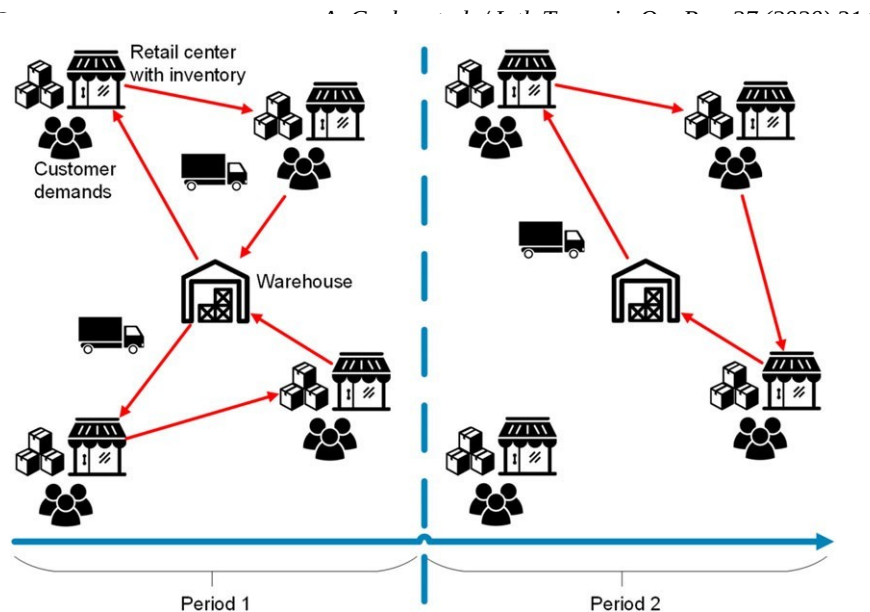 Retail center
with inventory
Customer
demands
Warehouse
Period 1
Period 2